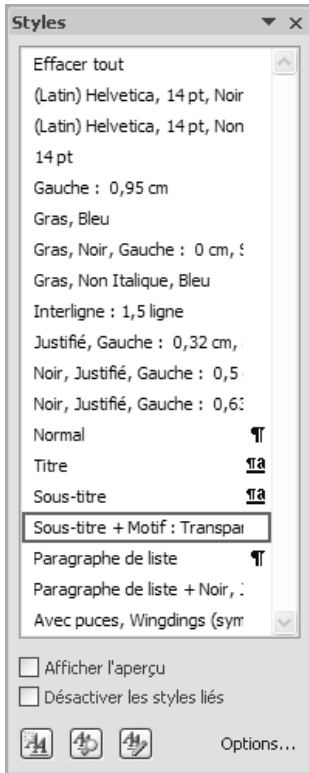 Styles
Effacer tout
(Latin) Helvetica, 14 pt, Noir
(Latin) Helvetica, 14 pt, Non
14 pt
Gauche : 0,95 cm
Gras, Bleu
Gras, Noir, Gauche : 0 cm,
Gras, Non Italique, Bleu
Interligne : 1,5 ligne
Justifié, Gauche : 0,32 cm,
Noir, Justifié, Gauche : 0,5
Noir, Justifié, Gauche : 0,63
Normal ¶
Titre ¶a
Sous-titre ¶a
Sous-titre + Motif : Transpar
Paragraphe de liste ¶
Paragraphe de liste + Noir,
Avec puces, Wingdings (sym
Afficher l'aperçu
Désactiver les styles liés
Options...